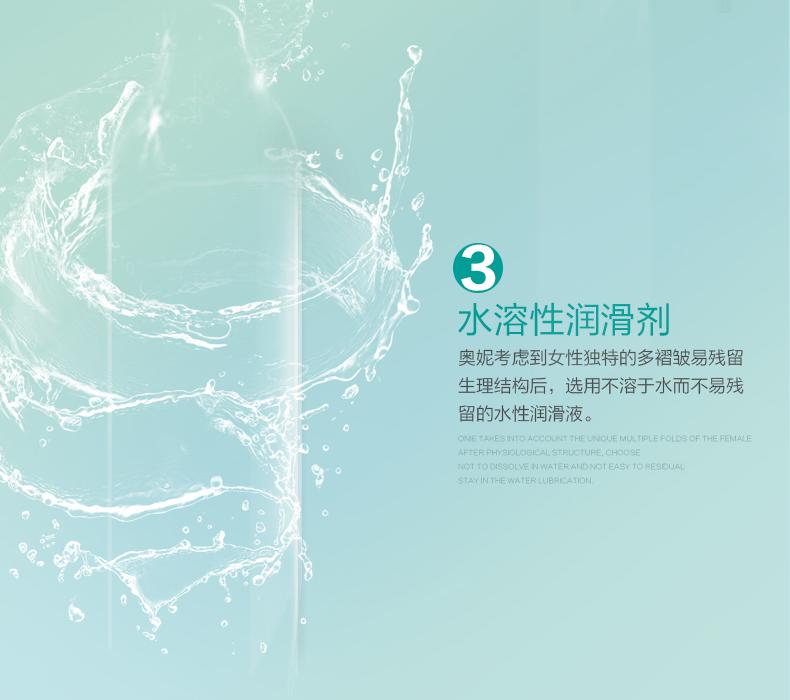 3
水溶性润滑剂
奥妮考虑到女性独特的多褶皱易残留
生理结构后，选用不溶于水而不易残
留的水性润滑液。
ONIE TAKES INTO ACCOUNT THE UNIQUE MULTIPLE FOLDS OF THE FEMALE
AFTER PHYSIOLOGICAL STRUCTURE, CHOOSE
NOT TO DISSOLVE IN WATER AND NOT EASY TO RESIDUAL
STAY IN THE WATER LUBRICATION.